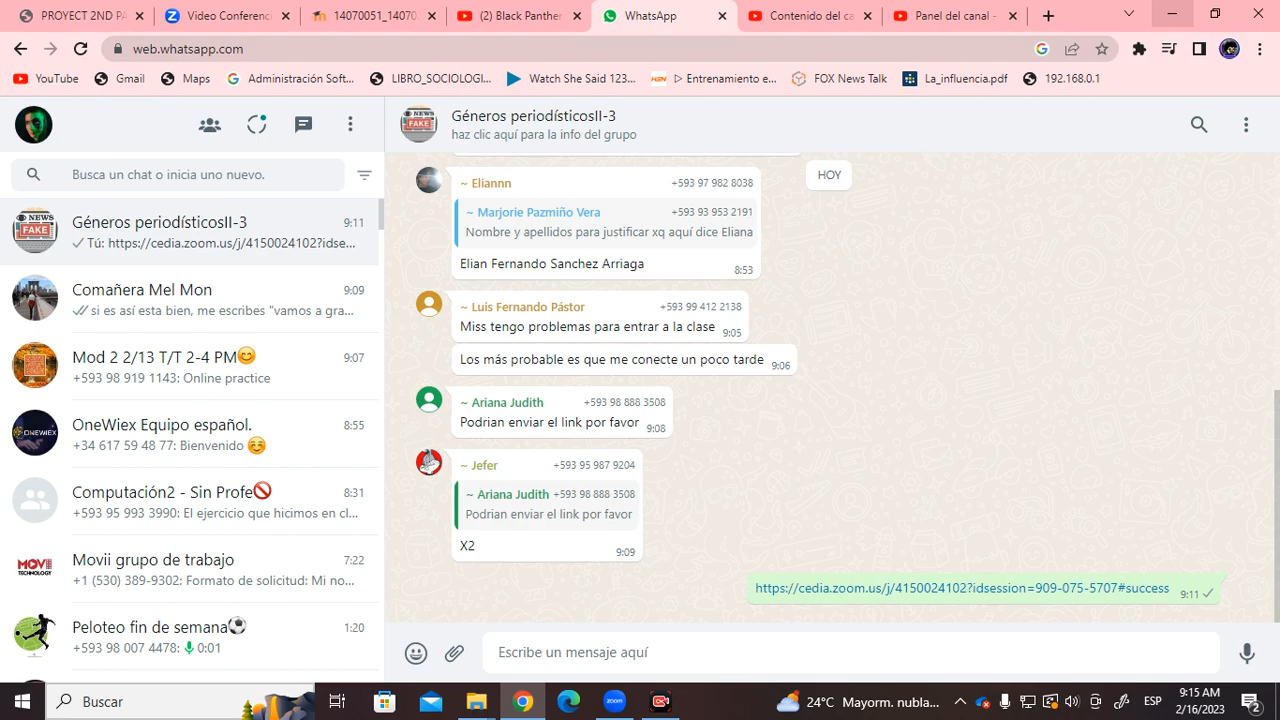 PROYECT 2ND PA
Video Conferenc
14070051_14070
(2) Black Panther
WhatsApp
Contenido del ca
Panel del canal -
web.whatsapp.com
YouTube
Gmail
Maps
Administración Soft...
LIBRO_SOCIOLOGI...
Watch She Said 123...
▷ Entrenamiento e...
FOX News Talk
La_influencia.pdf
192.168.0.1
Busca un chat o inicia uno nuevo.
Géneros periodísticosII-3
9:11
Tú: https://cedia.zoom.us/j/4150024102?idse...
Comañera Mel Mon
9:09
si es así esta bien, me escribes "vamos a gra...
Mod 2 2/13 T/T 2-4 PM😊
9:07
+593 98 919 1143: Online practice
OneWiex Equipo español.
8:55
+34 617 59 48 77: Bienvenido 😊
Computación2 - Sin Profe🚫
8:31
+593 95 993 3990: El ejercicio que hicimos en cl...
Movii grupo de trabajo
7:22
+1 (530) 389-9302: Formato de solicitud: Mi no...
Peloteo fin de semana⚽
1:20
+593 98 007 4478: 0:01
Géneros periodísticosII-3
haz clic aquí para la info del grupo
HOY
~ Eliannn +593 97 982 8038
~ Marjorie Pazmiño Vera +593 93 953 2191
Nombre y apellidos para justificar xq aquí dice Eliana
Elian Fernando Sanchez Arriaga
8:53
~ Luis Fernando Pástor +593 99 412 2138
Miss tengo problemas para entrar a la clase
9:05
Los más probable es que me conecte un poco tarde
9:06
~ Ariana Judith +593 98 888 3508
Podrian enviar el link por favor
9:08
~ Jefer +593 95 987 9204
~ Ariana Judith +593 98 888 3508
Podrian enviar el link por favor
X2
9:09
https://cedia.zoom.us/j/4150024102?idsession=909-075-5707#success
9:11
Escribe un mensaje aquí
Buscar
zoom
24°C Mayorm. nubla...
ESP
9:15 AM
2/16/2023
2